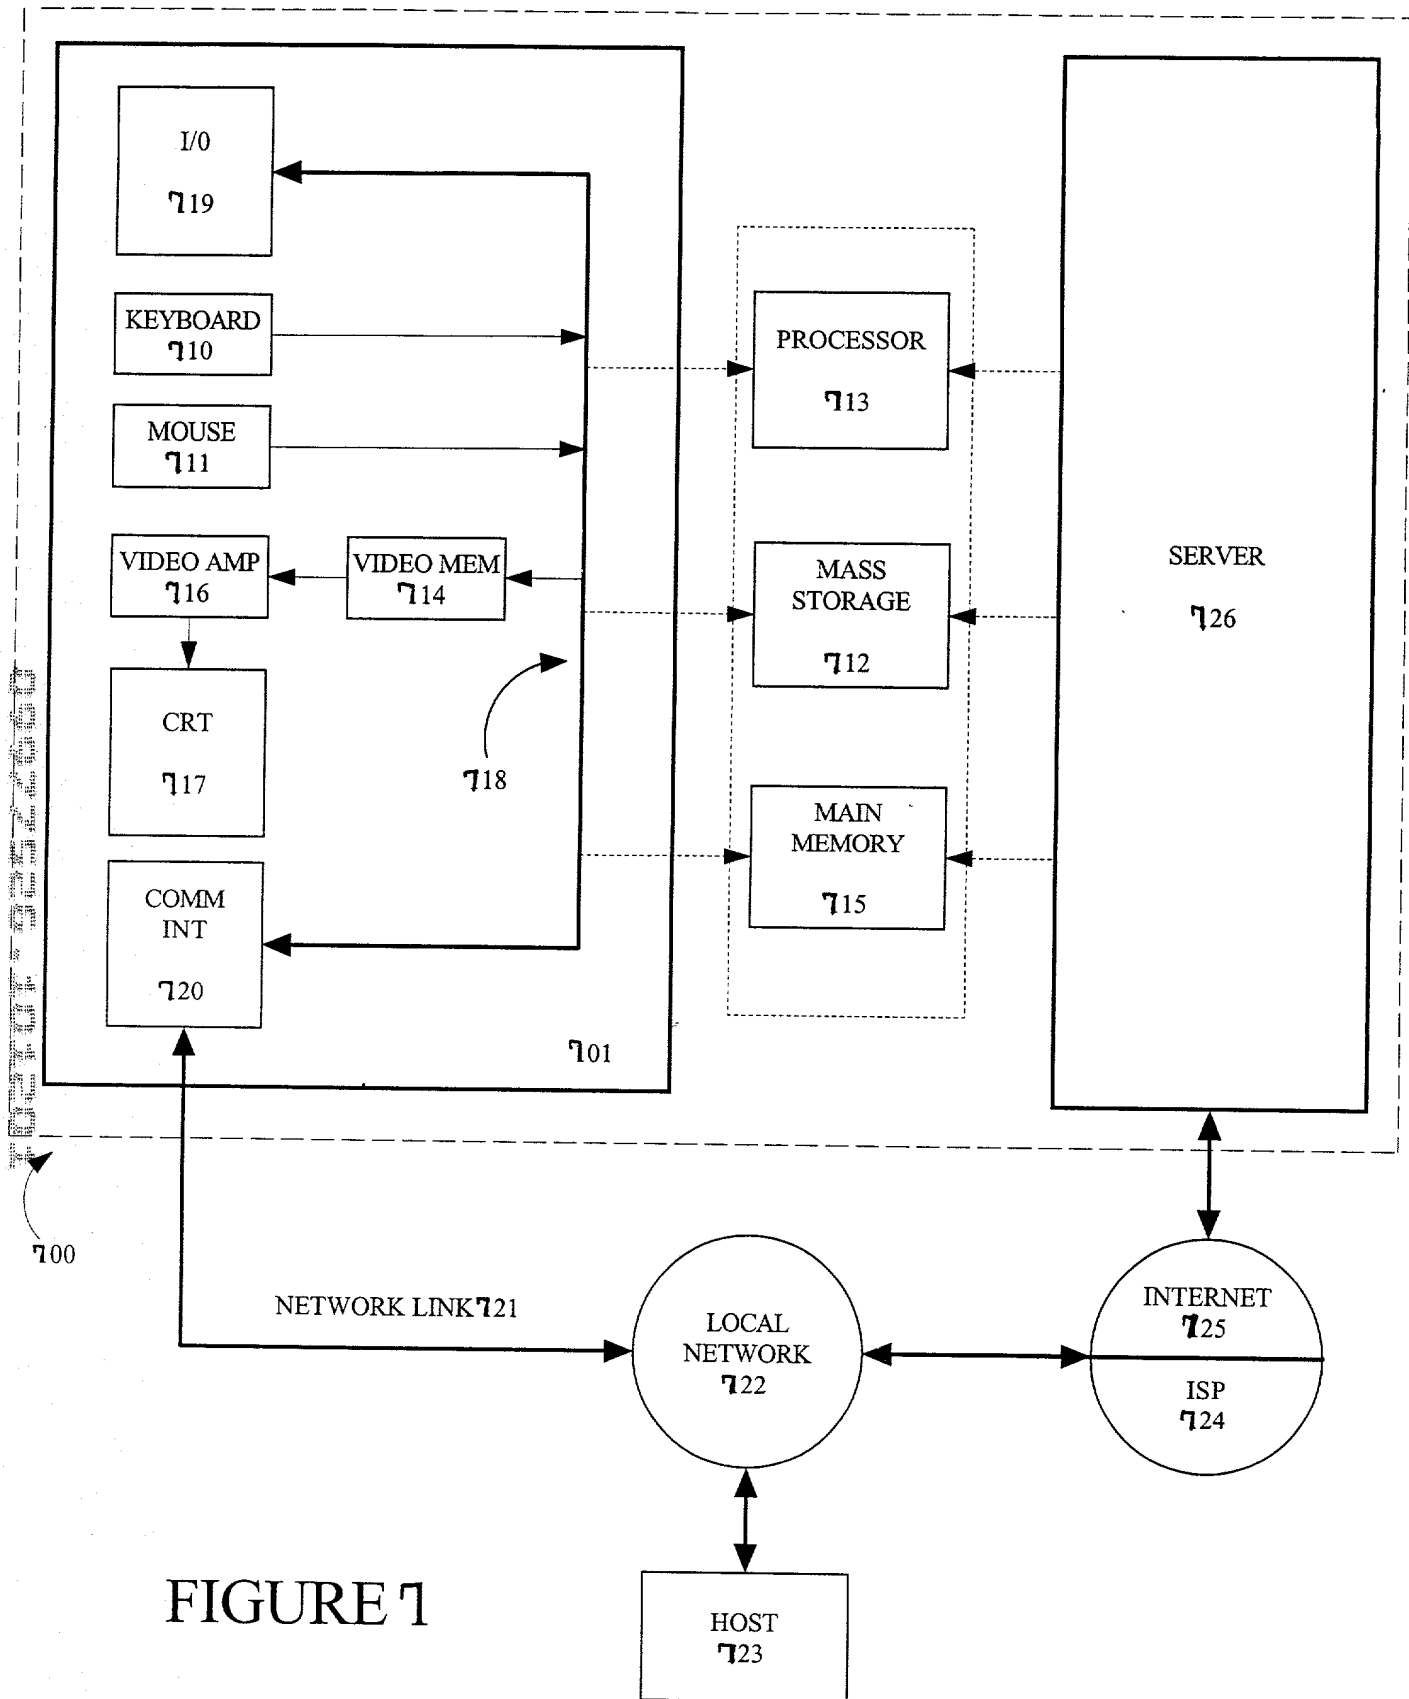 I/0
719
KEYBOARD
710
MOUSE
711
VIDEO AMP
716
VIDEO MEM
714
CRT
717
718
COMM
INT
720
701
PROCESSOR
713
MASS
STORAGE
712
MAIN
MEMORY
715
SERVER
726
700
NETWORK LINK 721
LOCAL
NETWORK
722
INTERNET
725
ISP
724
HOST
723
FIGURE 7